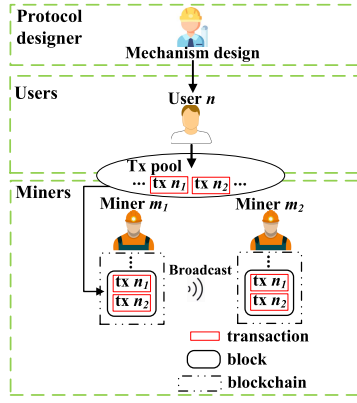 Protocol
designer
Mechanism design
Users
User n
Tx pool
... tx n1 tx n2 ...
Miners
Miner m1 Miner m2
Broadcast
tx n1 tx n1
tx n2 tx n2
transaction
block
blockchain